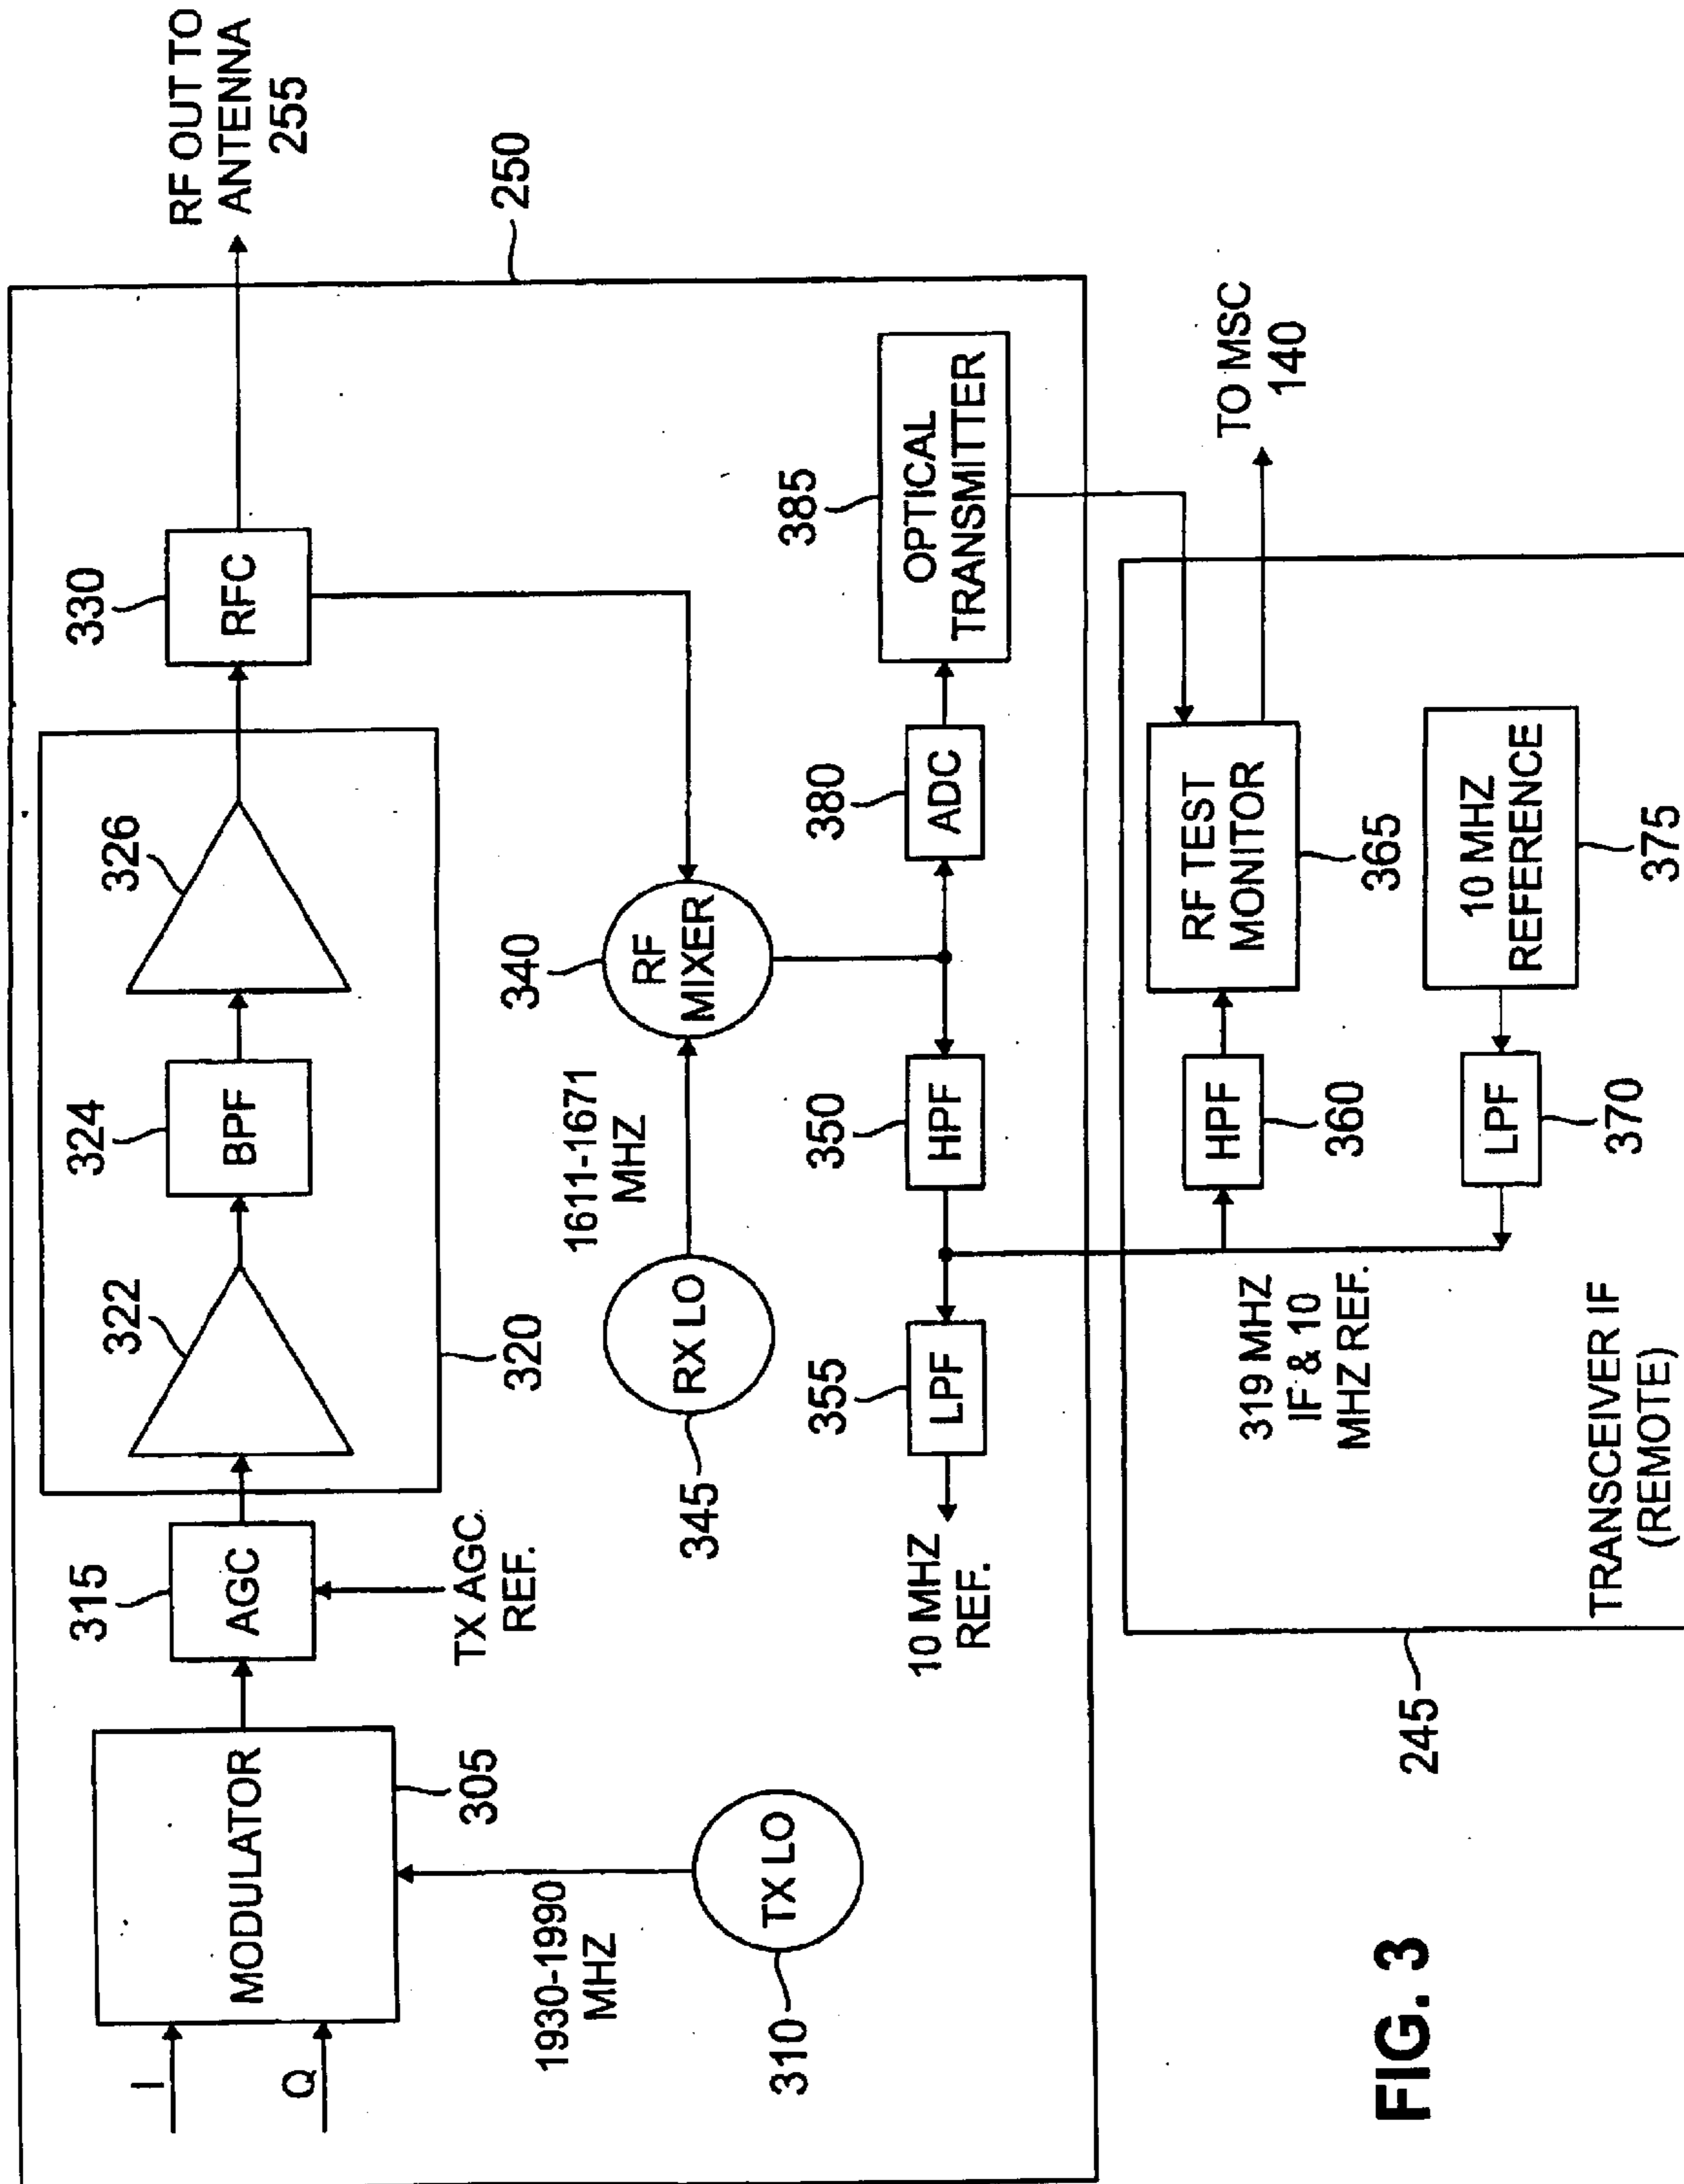 RF OUT TO
ANTENNA
255
250
330
RFC
326
324
BPF
322
320
315
AGC
TX AGC
REF.
I
Q
MODULATOR
305
1930-1990
MHZ
TX LO
310
340
RF
MIXER
1611-1671
MHZ
RX LO
345
385
OPTICAL
TRANSMITTER
380
ADC
350
HPF
355
LPF
10 MHZ
REF.
TO MSC
140
RF TEST
MONITOR
365
HPF
360
10 MHZ
REFERENCE
375
LPF
370
319 MHZ
IF & 10
MHZ REF.
TRANSCEIVER IF
(REMOTE)
245
FIG. 3